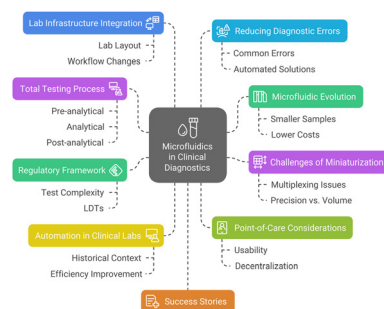 Lab Infrastructure Integration
Lab Layout
Workflow Changes
Total Testing Process
Pre-analytical
Analytical
Post-analytical
Regulatory Framework
Test Complexity
LDTs
Automation in Clinical Labs
Historical Context
Efficiency Improvement
Microfluidics
in Clinical
Diagnostics
Reducing Diagnostic Errors
Common Errors
Automated Solutions
Microfluidic Evolution
Smaller Samples
Lower Costs
Challenges of Miniaturization
Multiplexing Issues
Precision vs. Volume
Point-of-Care Considerations
Usability
Decentralization
Success Stories